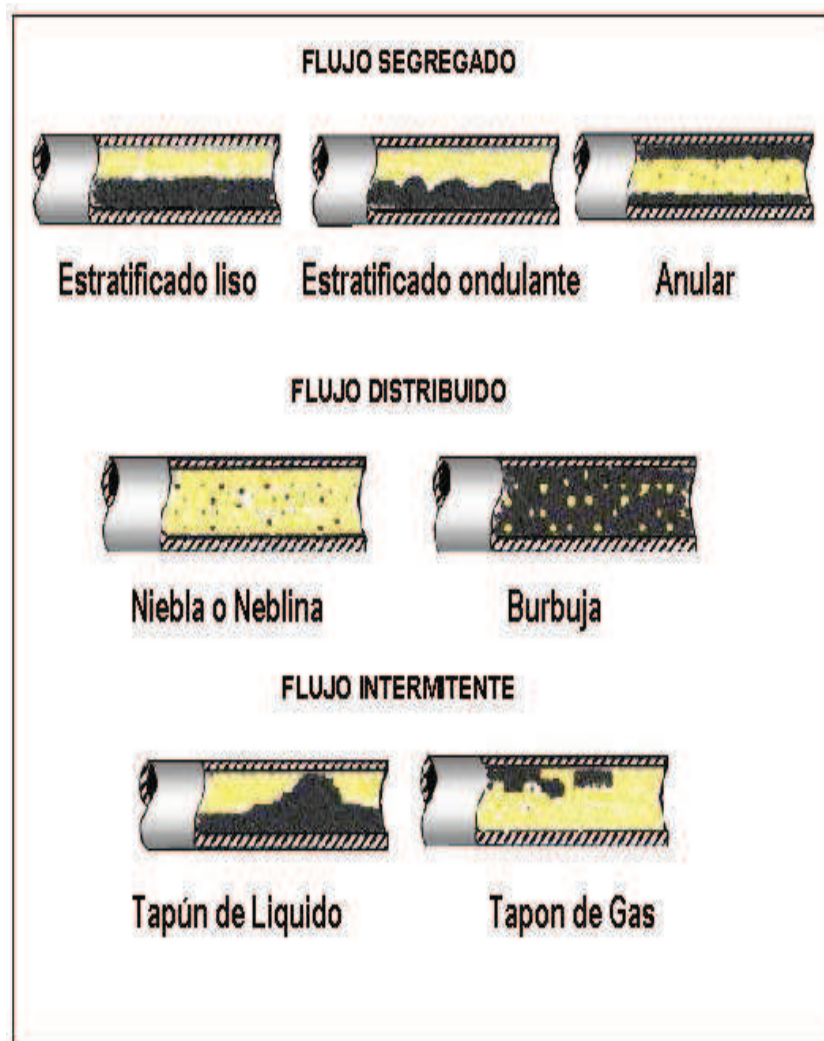 FLUJO SEGREGADO
Estratificado liso Estratificado ondulante Anular
FLUJO DISTRIBUIDO
Niebla o Neblina Burbuja
FLUJO INTERMITENTE
Tapún de Liquido Tapon de Gas